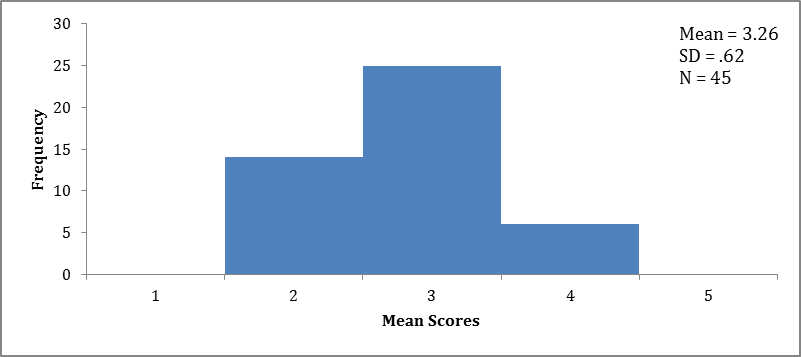 Mean = 3.26
SD = .62
N = 45
30
25
20
15
10
5
0
Frequency
1 2 3 4 5
Mean Scores